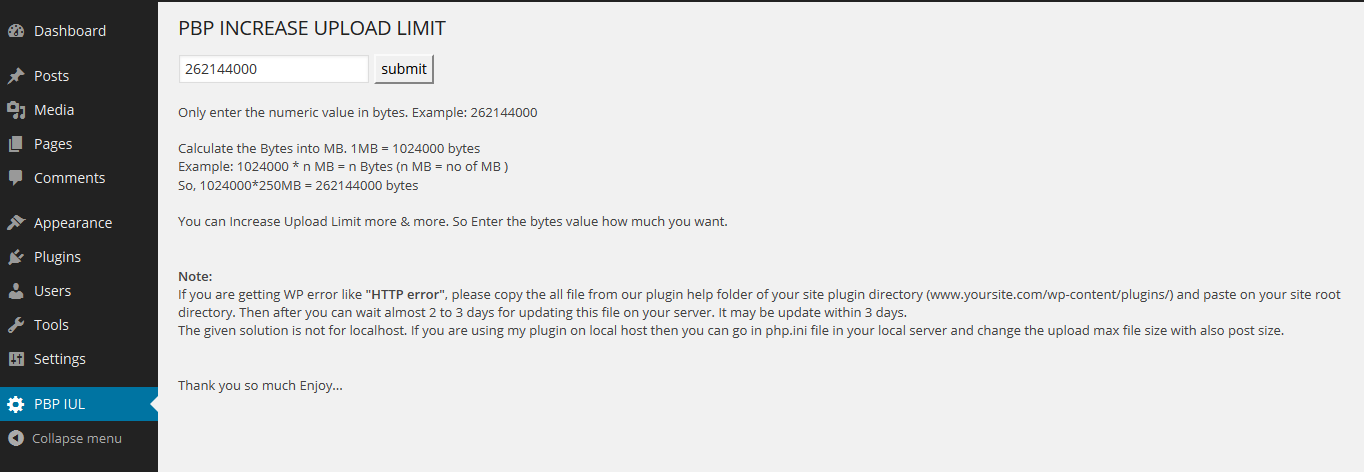 Dashboard
Posts
Media
Pages
Comments
Appearance
Plugins
Users
Tools
Settings
PBP IUL
Collapse menu
PBP INCREASE UPLOAD LIMIT
262144000 submit
Only enter the numeric value in bytes. Example: 262144000
Calculate the Bytes into MB. 1MB = 1024000 bytes
Example: 1024000 * n MB = n Bytes (n MB = no of MB )
So, 1024000*250MB = 262144000 bytes
You can Increase Upload Limit more & more. So Enter the bytes value how much you want.
Note:
If you are getting WP error like "HTTP error", please copy the all file from our plugin help folder of your site plugin directory (www.yoursite.com/wp-content/plugins/) and paste on your site root
directory. Then after you can wait almost 2 to 3 days for updating this file on your server. It may be update within 3 days.
The given solution is not for localhost. If you are using my plugin on local host then you can go in php.ini file in your local server and change the upload max file size with also post size.
Thank you so much Enjoy...